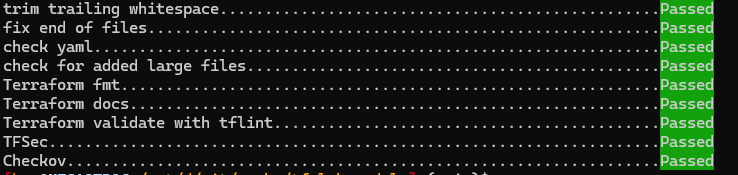 trim trailing whitespace.................................................Passed
fix end of files.........................................................Passed
check yaml...............................................................Passed
check for added large files..............................................Passed
Terraform fmt............................................................Passed
Terraform docs...........................................................Passed
Terraform validate with tflint...........................................Passed
TFSec....................................................................Passed
Checkov..................................................................Passed